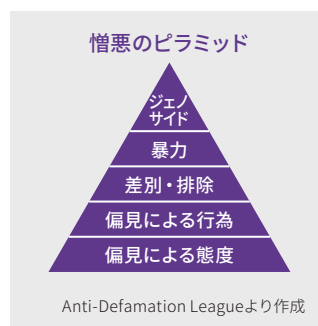 憎悪のピラミッド
ジェノ
サイド
暴力
差別・排除
偏見による行為
偏見による態度
Anti-Defamation Leagueより作成